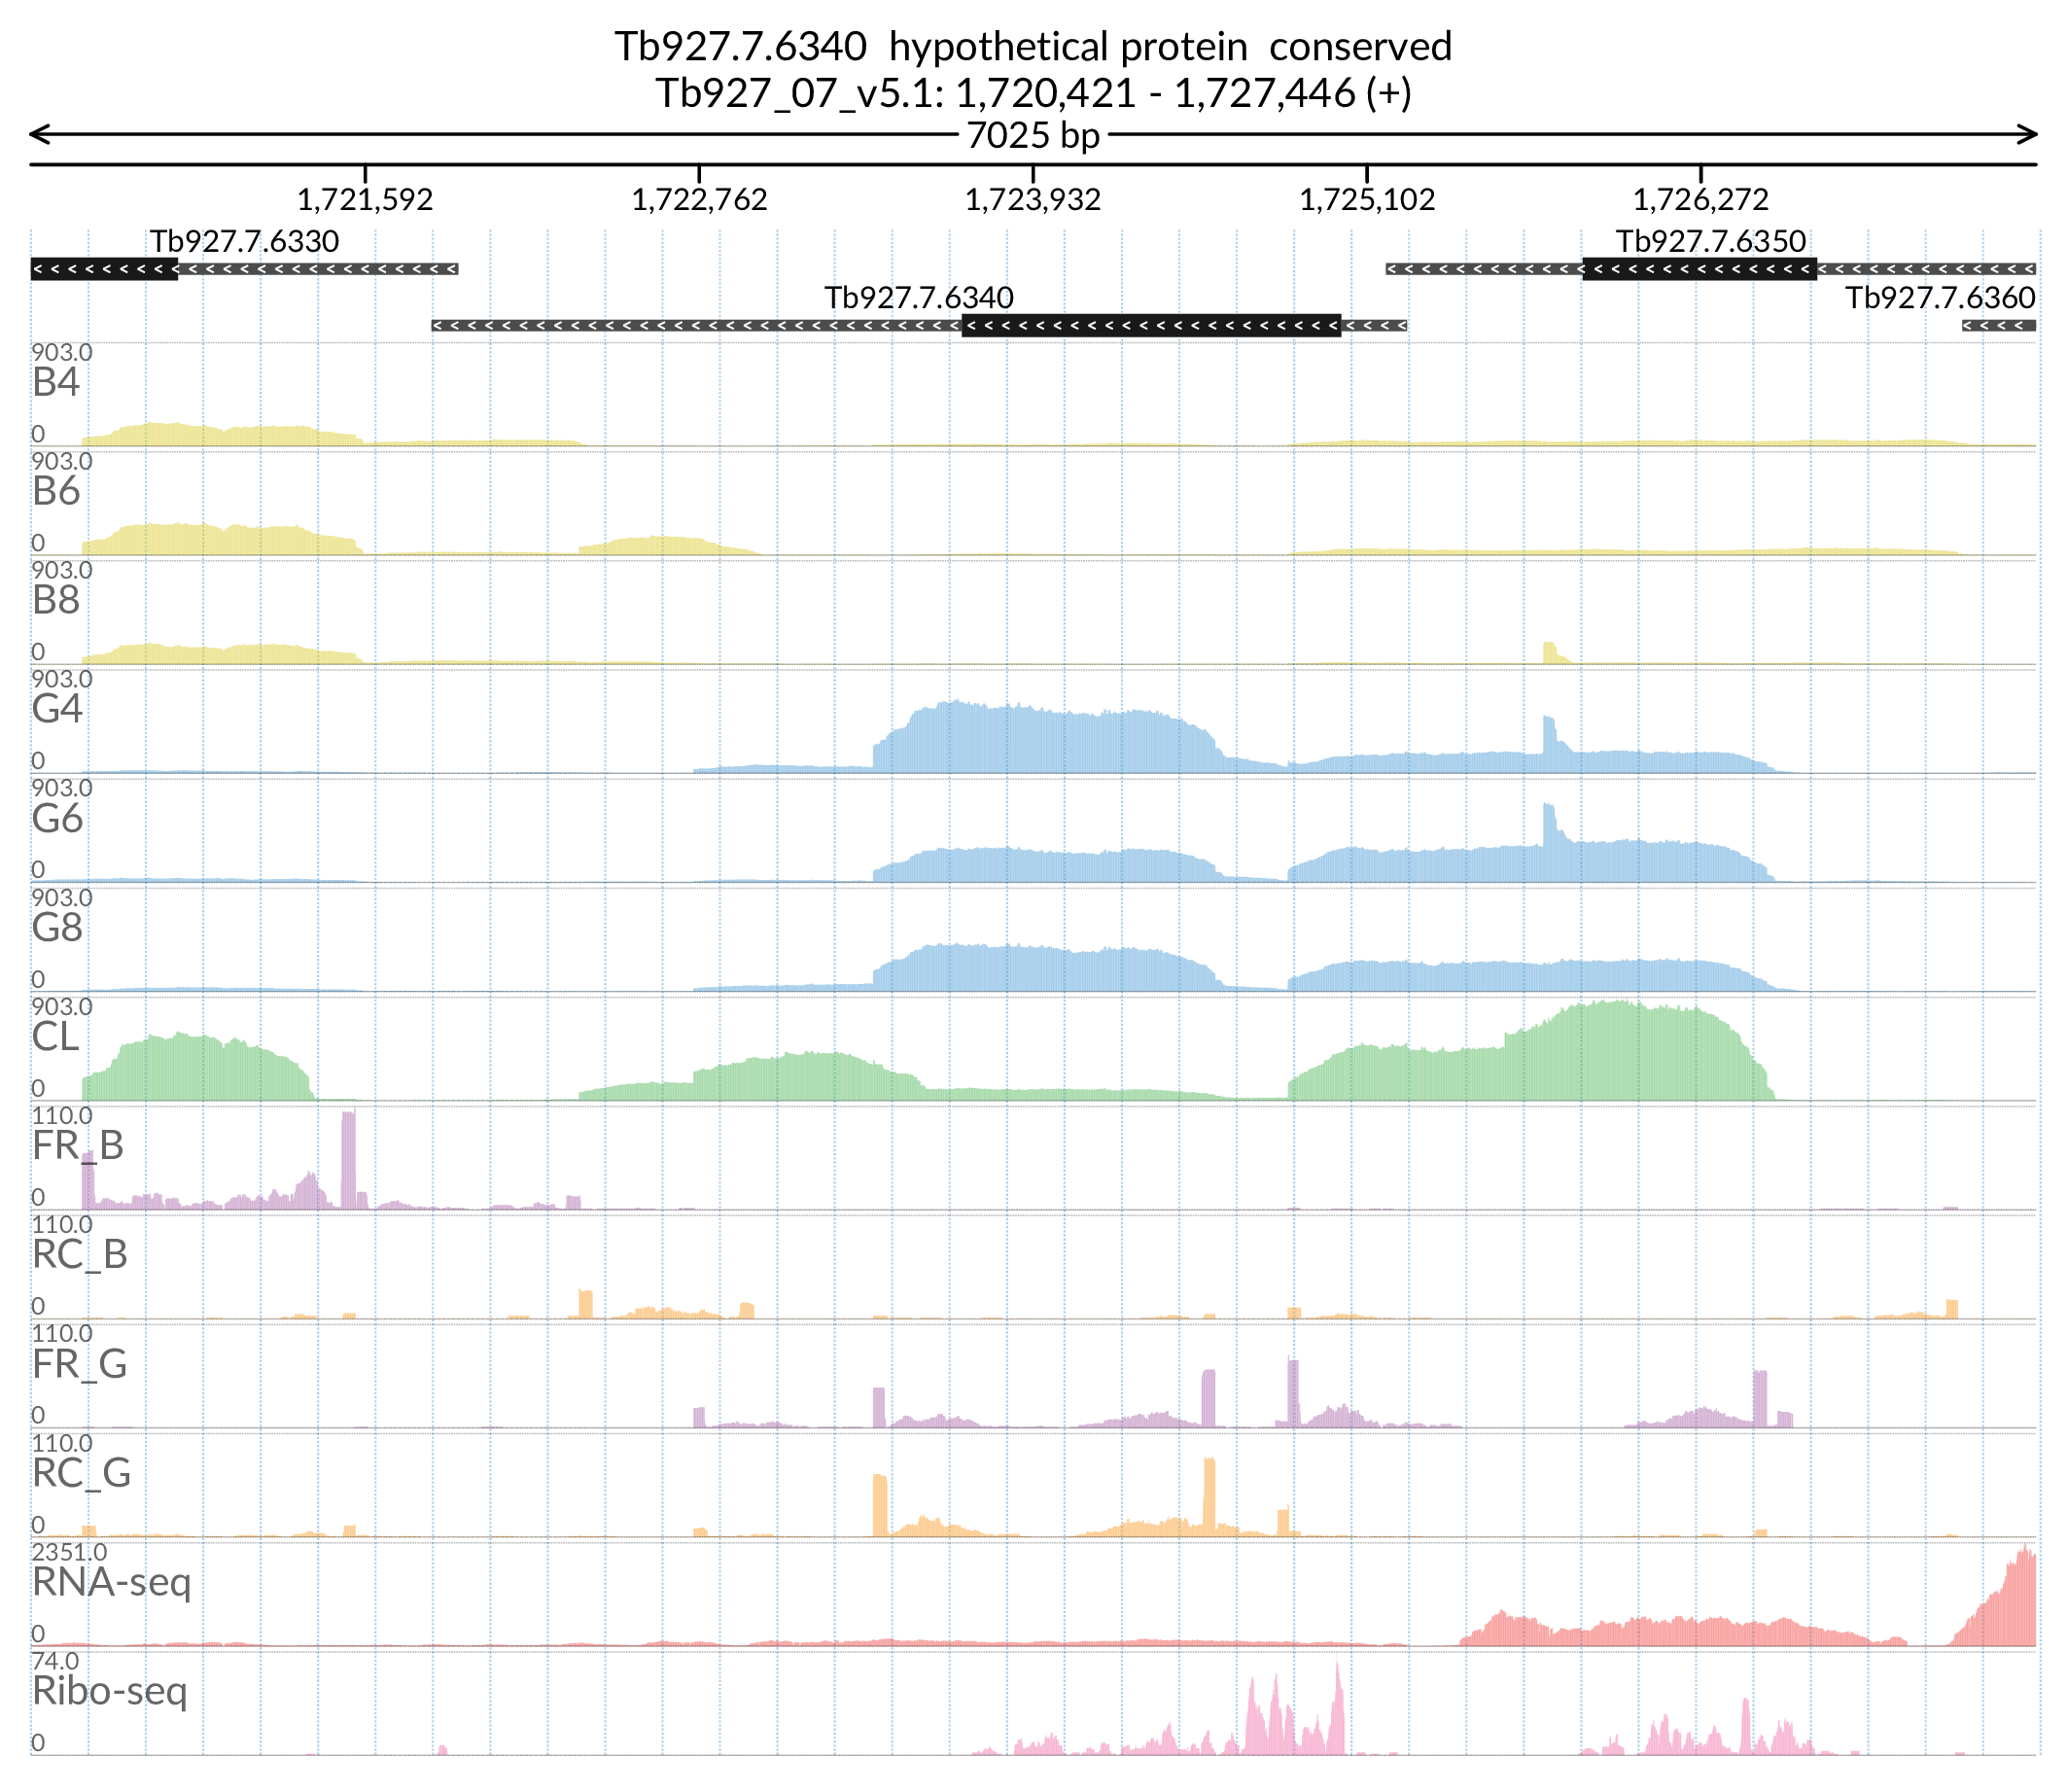 Tb927.7.6340 hypothetical protein conserved
Tb927_07_v5.1: 1,720,421 - 1,727,446 (+)
7025 bp
1,721,592 1,722,762 1,723,932 1,725,102 1,726,272
Tb927.7.6330 Tb927.7.6350
Tb927.7.6340 Tb927.7.6360
903.0
B4
0
903.0
B6
0
903.0
B8
0
903.0
G4
0
903.0
G6
0
903.0
G8
0
903.0
CL
0
110.0
FR_B
0
110.0
RC_B
0
110.0
FR_G
0
110.0
RC_G
0
2351.0
RNA-seq
0
74.0
Ribo-seq
0